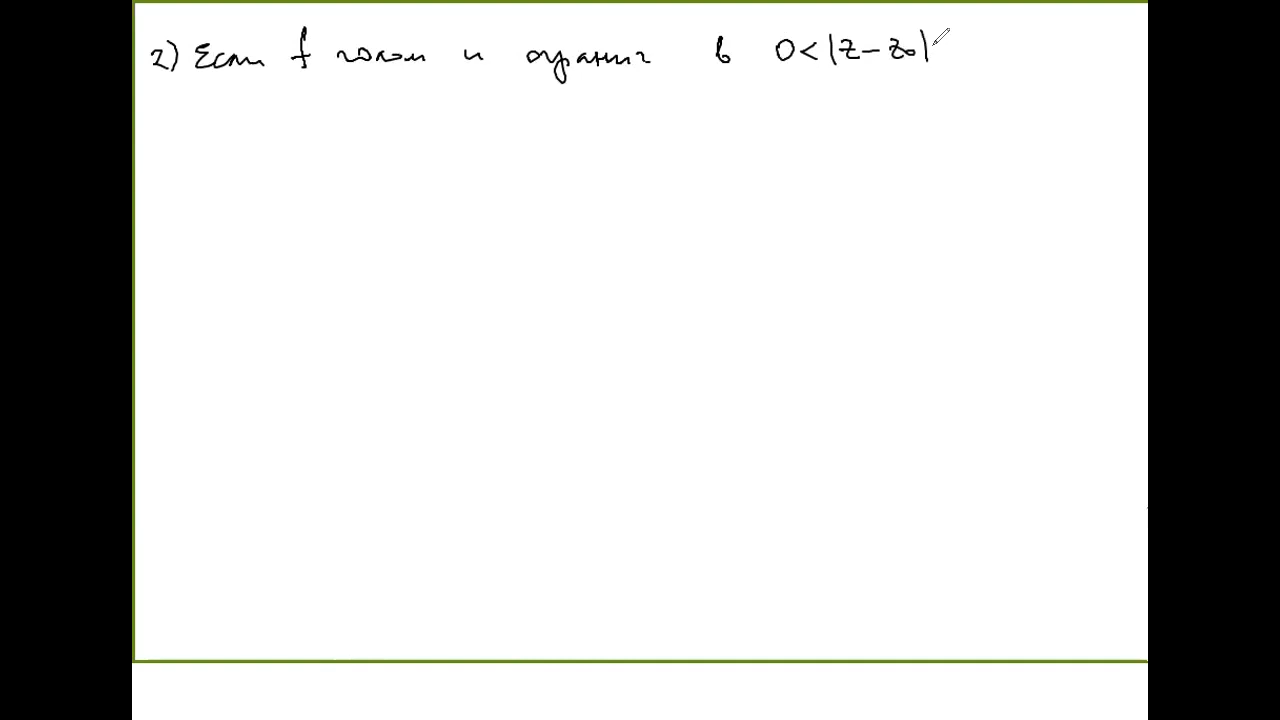 2) Если f голом и огранич в 0<|z-z₀|